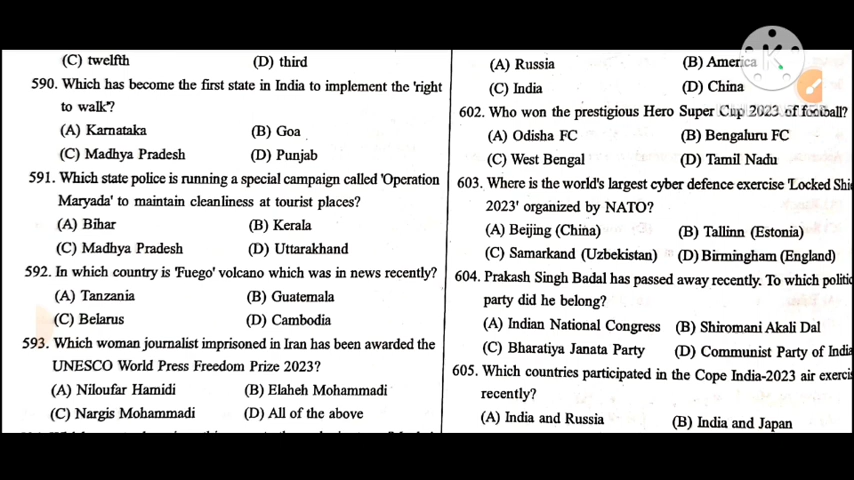 (C) twelfth (D) third
590. Which has become the first state in India to implement the 'right
to walk'?
(A) Karnataka (B) Goa
(C) Madhya Pradesh (D) Punjab
591. Which state police is running a special campaign called 'Operation
Maryada' to maintain cleanliness at tourist places?
(A) Bihar (B) Kerala
(C) Madhya Pradesh (D) Uttarakhand
592. In which country is 'Fuego' volcano which was in news recently?
(A) Tanzania (B) Guatemala
(C) Belarus (D) Cambodia
593. Which woman journalist imprisoned in Iran has been awarded the
UNESCO World Press Freedom Prize 2023?
(A) Niloufar Hamidi (B) Elaheh Mohammadi
(C) Nargis Mohammadi (D) All of the above
(A) Russia (B) America
(C) India (D) China
602. Who won the prestigious Hero Super Cup 2023 of football?
(A) Odisha FC (B) Bengaluru FC
(C) West Bengal (D) Tamil Nadu
603. Where is the world's largest cyber defence exercise 'Locked Shi
2023' organized by NATO?
(A) Beijing (China) (B) Tallinn (Estonia)
(C) Samarkand (Uzbekistan) (D) Birmingham (England)
604. Prakash Singh Badal has passed away recently. To which politic
party did he belong?
(A) Indian National Congress (B) Shiromani Akali Dal
(C) Bharatiya Janata Party (D) Communist Party of India
605. Which countries participated in the Cope India-2023 air exerci
recently?
(A) India and Russia (B) India and Japan